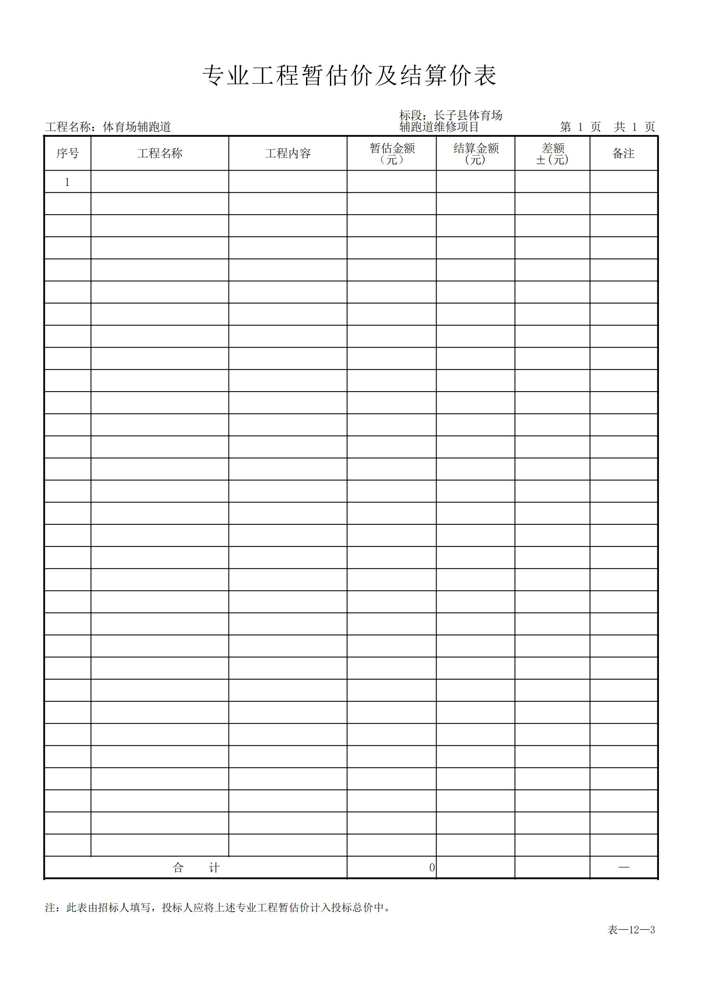 专业工程暂估价及结算价表
工程名称：体育场辅跑道
标段：长子县体育场
辅跑道维修项目
第 1 页 共 1 页
序号 工程名称 工程内容 暂估金额（元） 结算金额(元) 差额±(元) 备注
1
合 计 0 —
注：此表由招标人填写，投标人应将上述专业工程暂估价计入投标总价中。
表—12—3